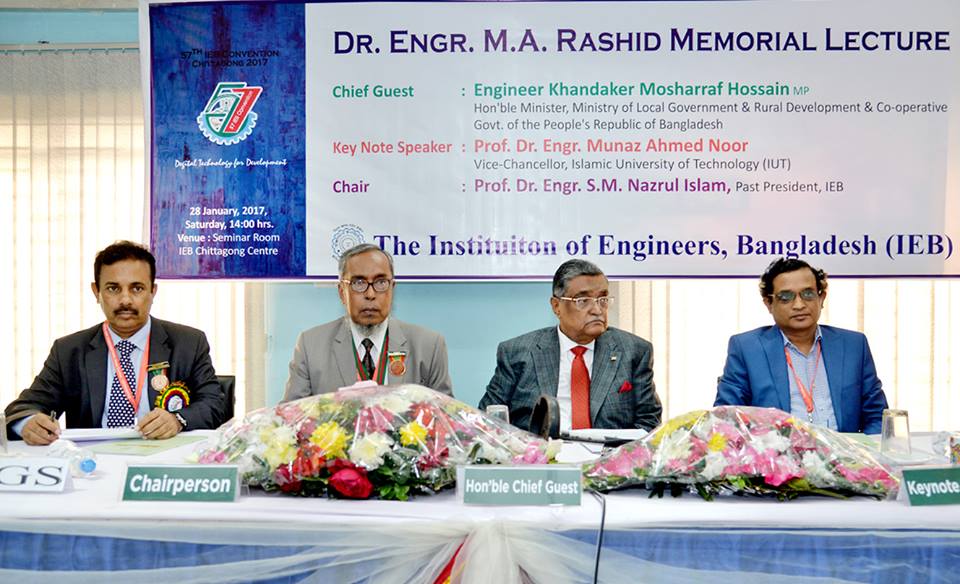 57TH IEB CONVENTION
CHITTAGONG 2017
57
57th IEB Convention
Digital Technology for Development
28 January, 2017,
Saturday, 14:00 hrs.
Venue : Seminar Room
IEB Chittagong Centre
DR. ENGR. M.A. RASHID MEMORIAL LECTURE
Chief Guest : Engineer Khandaker Mosharraf Hossain MP
Hon'ble Minister, Ministry of Local Government & Rural Development & Co-operative
Govt. of the People's Republic of Bangladesh
Key Note Speaker : Prof. Dr. Engr. Munaz Ahmed Noor
Vice-Chancellor, Islamic University of Technology (IUT)
Chair : Prof. Dr. Engr. S.M. Nazrul Islam, Past President, IEB
The Instituiton of Engineers, Bangladesh (IEB)
GS
Chairperson
Hon'ble Chief Guest
Keynote